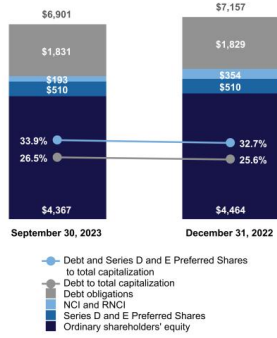 $6,901 $7,157
$1,831 $1,829
$193 $354
$510 $510
33.9% 32.7%
26.5% 25.6%
$4,367 $4,464
September 30, 2023 December 31, 2022
Debt and Series D and E Preferred Shares
to total capitalization
Debt to total capitalization
Debt obligations
NCI and RNCI
Series D and E Preferred Shares
Ordinary shareholders' equity